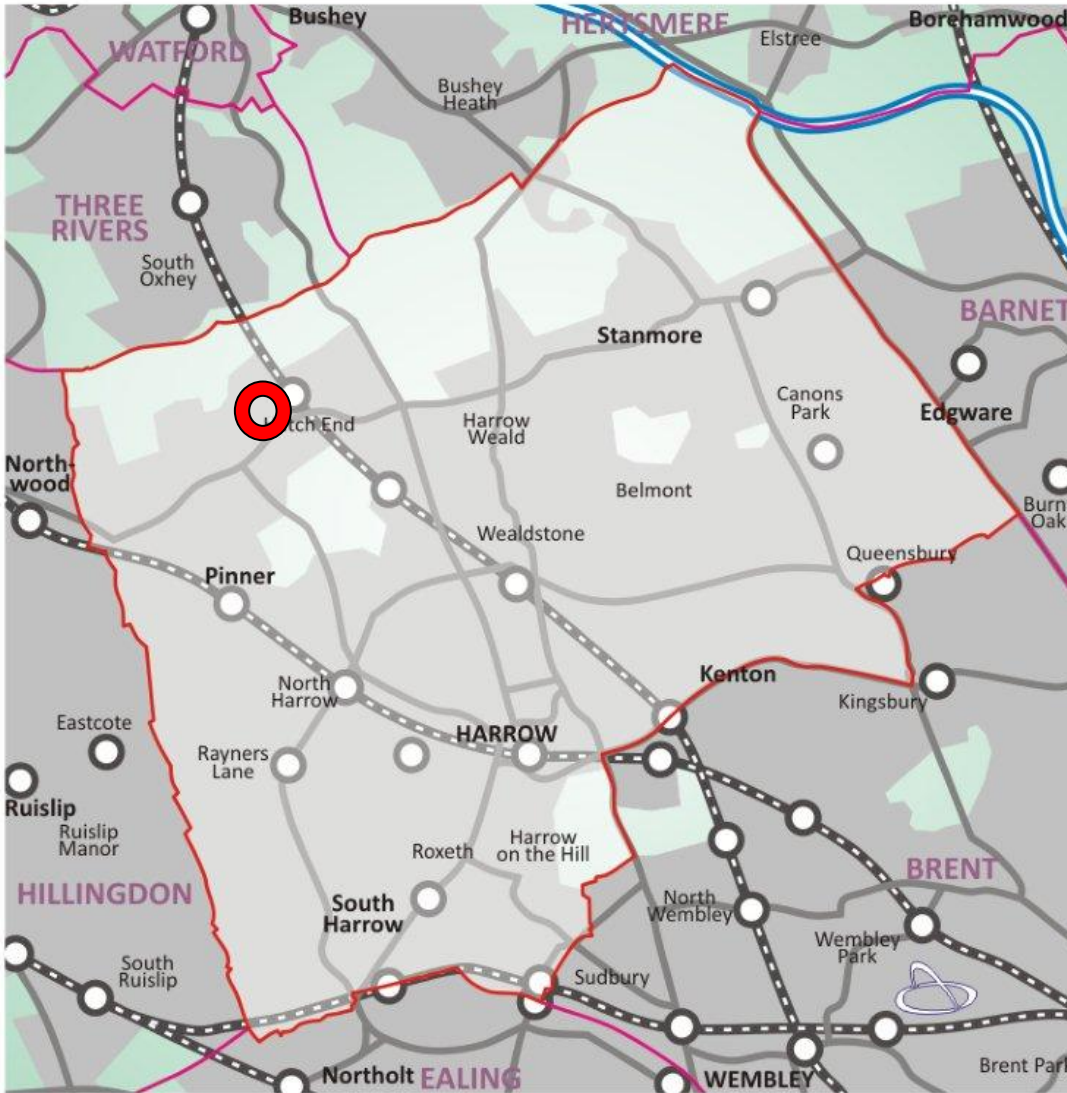 Bushey
HERTSMERE
Borehamwood
Elstree
WATFORD
Bushey
Heath
THREE
RIVERS
South
Oxhey
BARNET
Stanmore
Canons
Park
Edgware
tch End
Harrow
Weald
North-
wood
Belmont
Burn
Oak
Wealdstone
Queensbury
Pinner
Kenton
North
Harrow
Kingsbury
Eastcote
HARROW
Rayners
Lane
Ruislip
Ruislip
Manor
Roxeth
Harrow
on the Hill
BRENT
HILLINGDON
South
Harrow
North
Wembley
Wembley
Park
South
Ruislip
Sudbury
Brent Park
Northolt
EALING
WEMBLEY